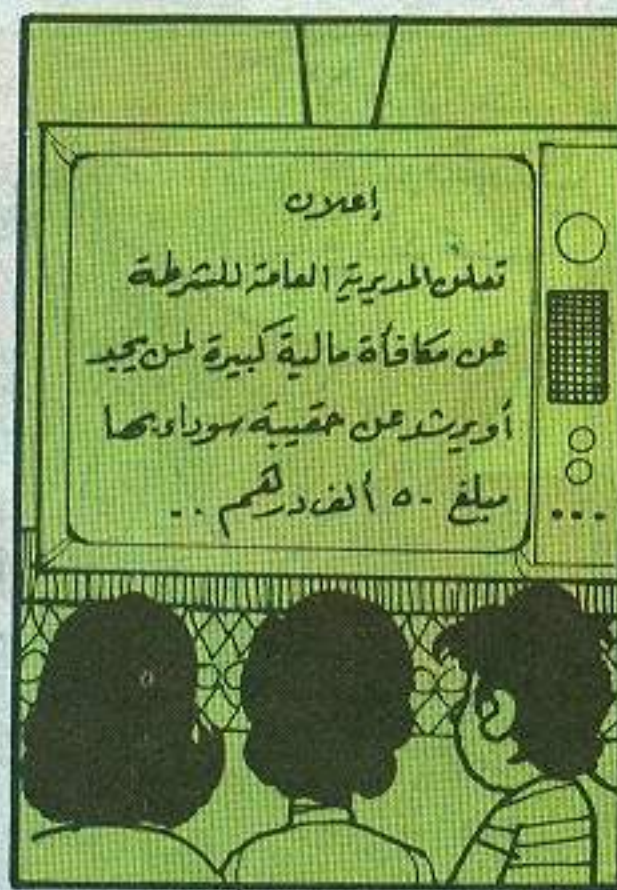 إعلان
تعلن المديرية العامة للشرطة
عن مكافأة مالية كبيرة لمن يجد
أو يرشد عن حقيبة سوداء بها
مبلغ ٥٠ ألف درهم ..